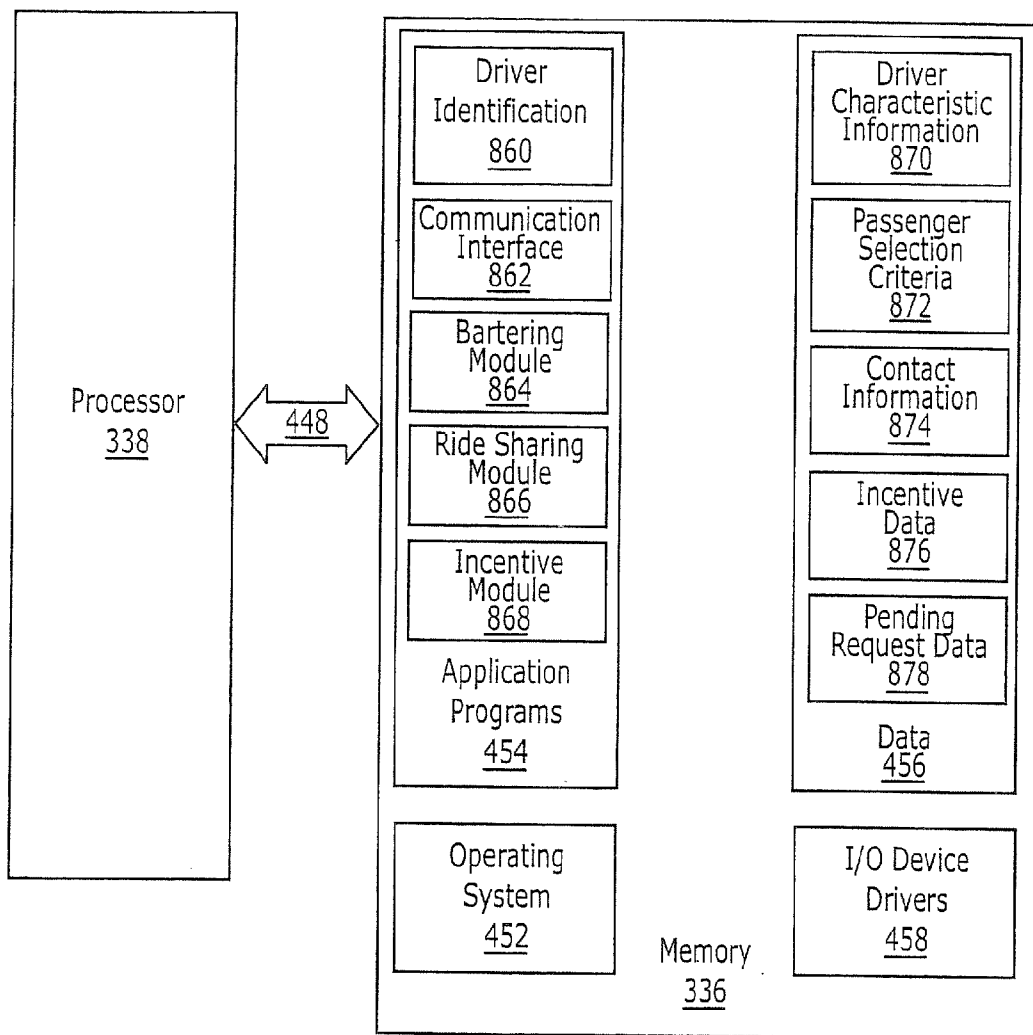 Processor
338
448
Driver
Identification
860
Communication
Interface
862
Bartering
Module
864
Ride Sharing
Module
866
Incentive
Module
868
Application
Programs
454
Driver
Characteristic
Information
870
Passenger
Selection
Criteria
872
Contact
Information
874
Incentive
Data
876
Pending
Request Data
878
Data
456
Operating
System
452
I/O Device
Drivers
458
Memory
336